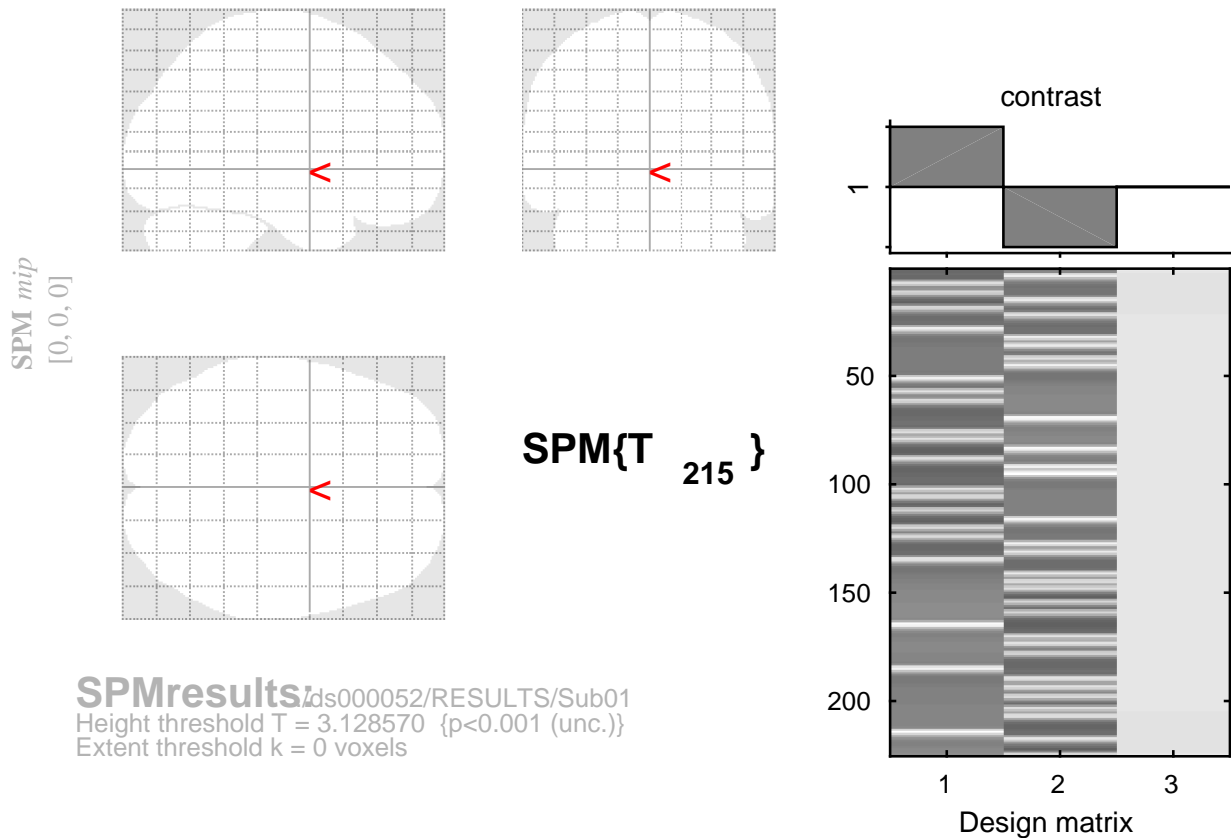 SPM mip
[0, 0, 0]
<
<
<
SPM{T 215 }
SPMresults: ./ds000052/RESULTS/Sub01
Height threshold T = 3.128570 {p<0.001 (unc.)}
Extent threshold k = 0 voxels
contrast
1
50
100
150
200
1 2 3
Design matrix